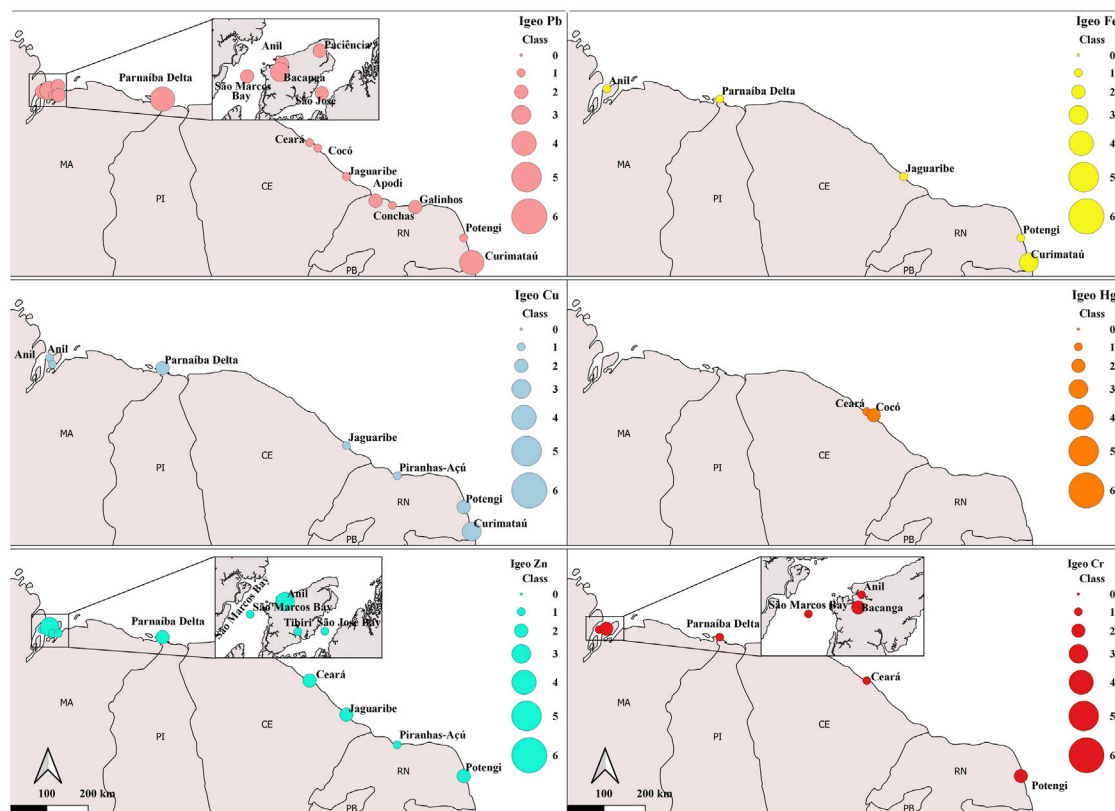 Igeo Pb
Class
0
1
2
3
4
5
6
Anil
Paciência
Bacanga
São Marcos
Bay
São José
Parnaíba Delta
Ceará
Cocó
Jaguaribe
Apodi
Galinhos
Conchas
Potengi
Curimataú
MA
PI
CE
RN
PB
Igeo Fe
Class
0
1
2
3
4
5
6
Anil
Parnaíba Delta
Jaguaribe
Potengi
Curimataú
MA
PI
CE
RN
PB
Igeo Cu
Class
0
1
2
3
4
5
6
Anil
Anil
Parnaíba Delta
Jaguaribe
Piranhas-Açú
Potengi
Curimataú
MA
PI
CE
RN
PB
Igeo Hg
Class
0
1
2
3
4
5
6
Ceará
Cocó
MA
PI
CE
RN
PB
Igeo Zn
Class
0
1
2
3
4
5
6
Anil
São Marcos Bay
São Marcos Bay
Tibiri
São José Bay
Parnaíba Delta
Ceará
Jaguaribe
Piranhas-Açú
Potengi
MA
PI
CE
RN
100
200 km
Igeo Cr
Class
0
1
2
3
4
5
6
Anil
São Marcos Bay
Bacanga
Parnaíba Delta
Ceará
Potengi
MA
PI
CE
RN
100
200 km